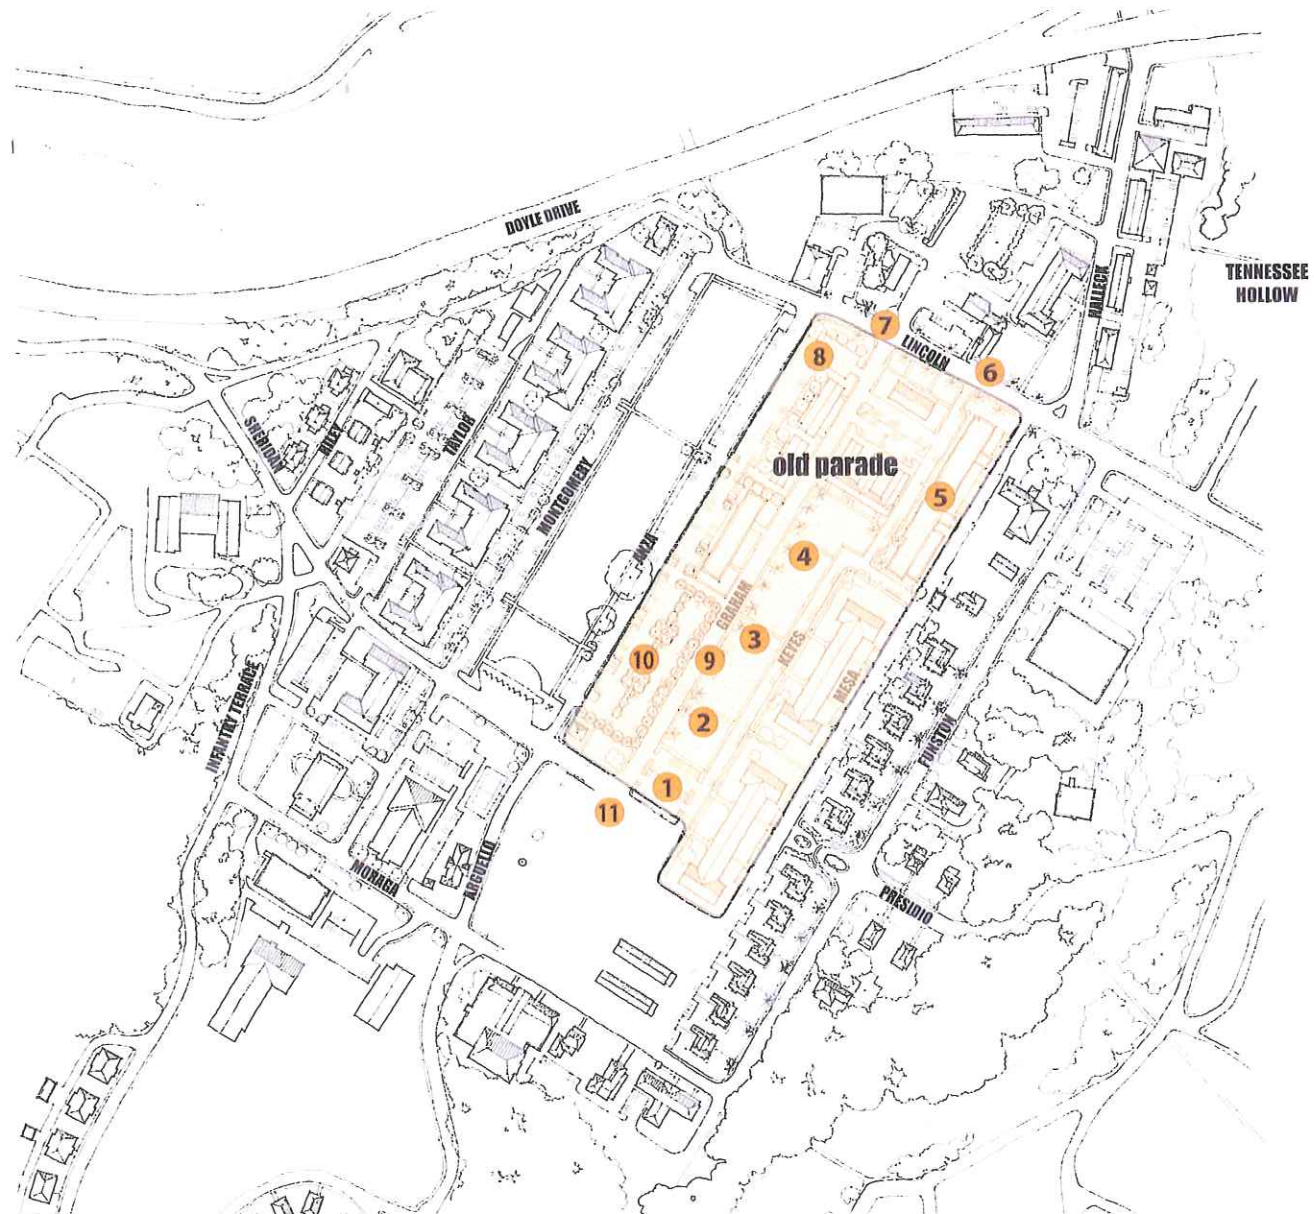 DOYLE DRIVE
TENNESSEE
HOLLOW
HALLECK
7
LINCOLN
8
6
SHERIDAN
RILEY
TAYLOR
MONTGOMERY
old parade
5
ANZA
4
GRAHAM
3
KEYES
10
9
MESA
INFANTRY TERRACE
2
FUNSTON
1
11
MORAGA
ARGUELLO
PRESIDIO